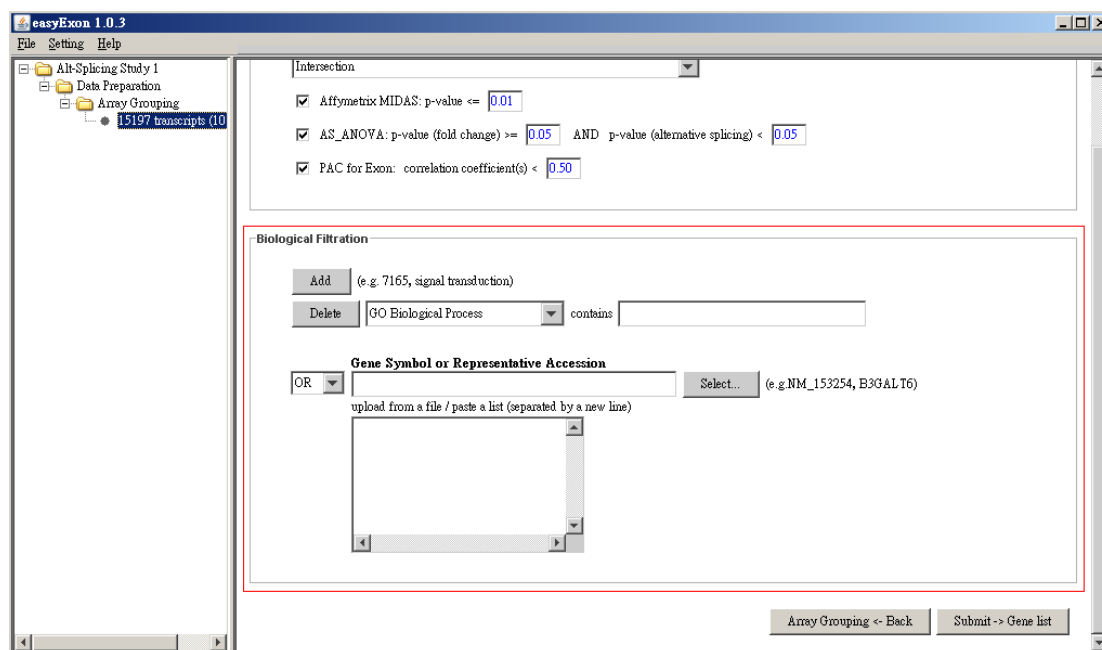 easyExon 1.0.3
File Setting Help
Alt-Splicing Study 1
Data Preparation
Array Grouping
15197 transcripts (10
Intersection
Affymetrix MIDAS: p-value <= 0.01
AS_ANOVA: p-value (fold change) >= 0.05 AND p-value (alternative splicing) < 0.05
PAC for Exon: correlation coefficient(s) < 0.50
Biological Filtration
Add (e.g. 7165, signal transduction)
Delete GO Biological Process contains
Gene Symbol or Representative Accession
OR Select... (e.g.NM_153254, B3GALT6)
upload from a file / paste a list (separated by a new line)
Array Grouping <- Back Submit -> Gene list